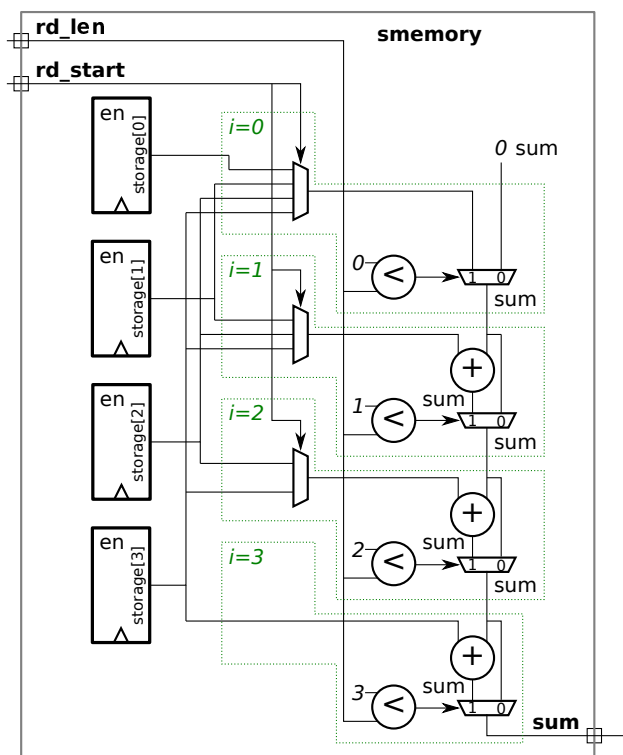 rd_len
smemory
rd_start
en
storage[0]
i=0
0 sum
0
<
1 0
sum
en
storage[1]
i=1
+
1
<
sum
1 0
sum
en
storage[2]
i=2
+
2
<
sum
1 0
sum
en
storage[3]
i=3
+
3
<
sum
1 0
sum